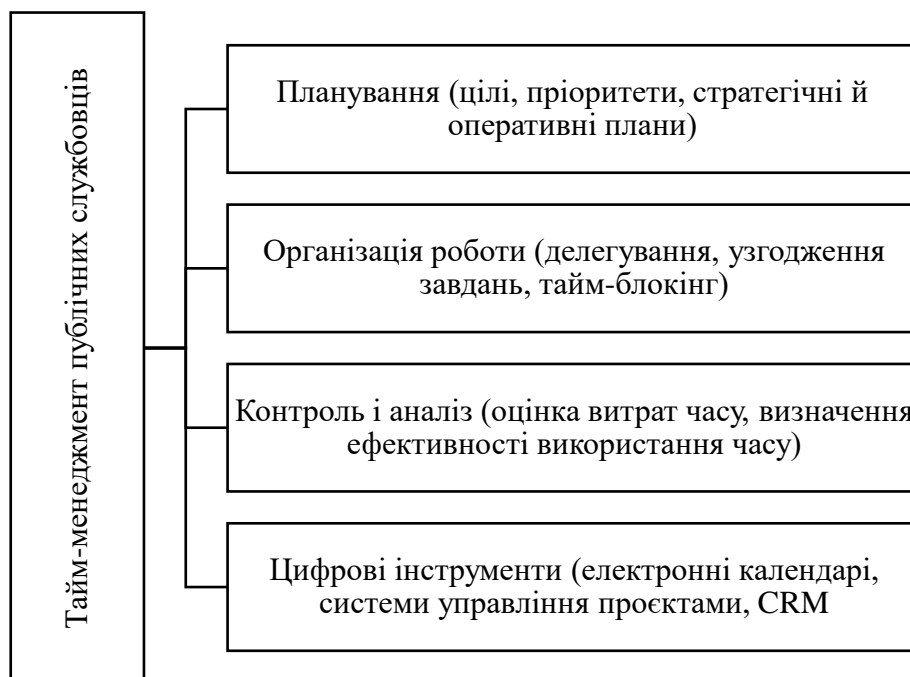 Тайм-менеджмент публічних службовців
Планування (цілі, пріоритети, стратегічні й
оперативні плани)
Організація роботи (делегування, узгодження
завдань, тайм-блокінг)
Контроль і аналіз (оцінка витрат часу, визначення
ефективності використання часу)
Цифрові інструменти (електронні календарі,
системи управління проєктами, CRM